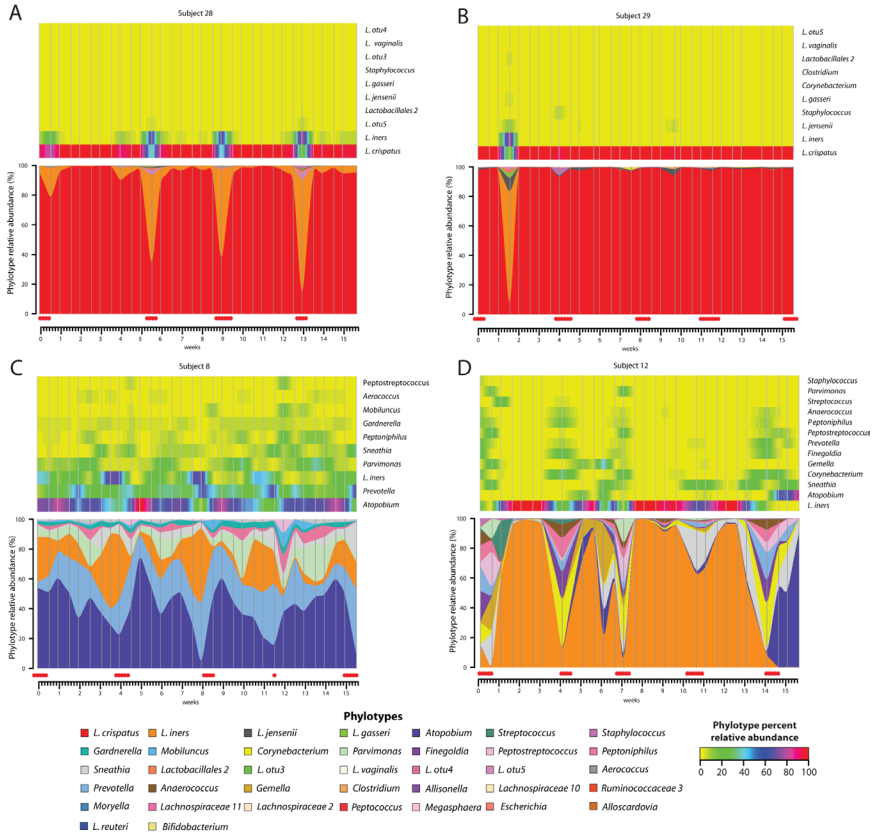 A
Subject 28
L. otu4
L. vaginalis
L. otu3
Staphylococcus
L. gasseri
L. jensenii
Lactobacillales 2
L. otu5
L. iners
L. crispatus
Phylotype relative abundance (%)
100
80
60
40
20
0
0 1 2 3 4 5 6 7 8 9 10 11 12 13 14 15
weeks
B
Subject 29
L. otu5
L. vaginalis
Lactobacillales 2
Clostridium
Corynebacterium
L. gasseri
Staphylococcus
L. jensenii
L. iners
L. crispatus
Phylotype relative abundance (%)
100
80
60
40
20
0
0 1 2 3 4 5 6 7 8 9 10 11 12 13 14 15
weeks
C
Subject 8
Peptostreptococcus
Aerococcus
Mobiluncus
Gardnerella
Peptoniphilus
Sneathia
Parvimonas
L. iners
Prevotella
Atopobium
Phylotype relative abundance (%)
100
80
60
40
20
0
0 1 2 3 4 5 6 7 8 9 10 11 12 13 14 15
weeks
D
Subject 12
Staphylococcus
Parvimonas
Streptococcus
Anaerococcus
Peptoniphilus
Peptostreptococcus
Prevotella
Finegoldia
Gemella
Corynebacterium
Sneathia
Atopobium
L. iners
Phylotype relative abundance (%)
100
80
60
40
20
0
0 1 2 3 4 5 6 7 8 9 10 11 12 13 14 15
weeks
Phylotypes
L. crispatus L. iners L. jensenii L. gasseri Atopobium Streptococcus Staphylococcus
Gardnerella Mobiluncus Corynebacterium Parvimonas Finegoldia Peptostreptococcus Peptoniphilus
Sneathia Lactobacillales 2 L. otu3 L. vaginalis L. otu4 L. otu5 Aerococcus
Prevotella Anaerococcus Gemella Clostridium Allisonella Lachnospiraceae 10 Ruminococcaceae 3
Moryella Lachnospiraceae 11 Lachnospiraceae 2 Peptococcus Megasphaera Escherichia Alloscardovia
L. reuteri Bifidobacterium
Phylotype percent
relative abundance
0 20 40 60 80 100